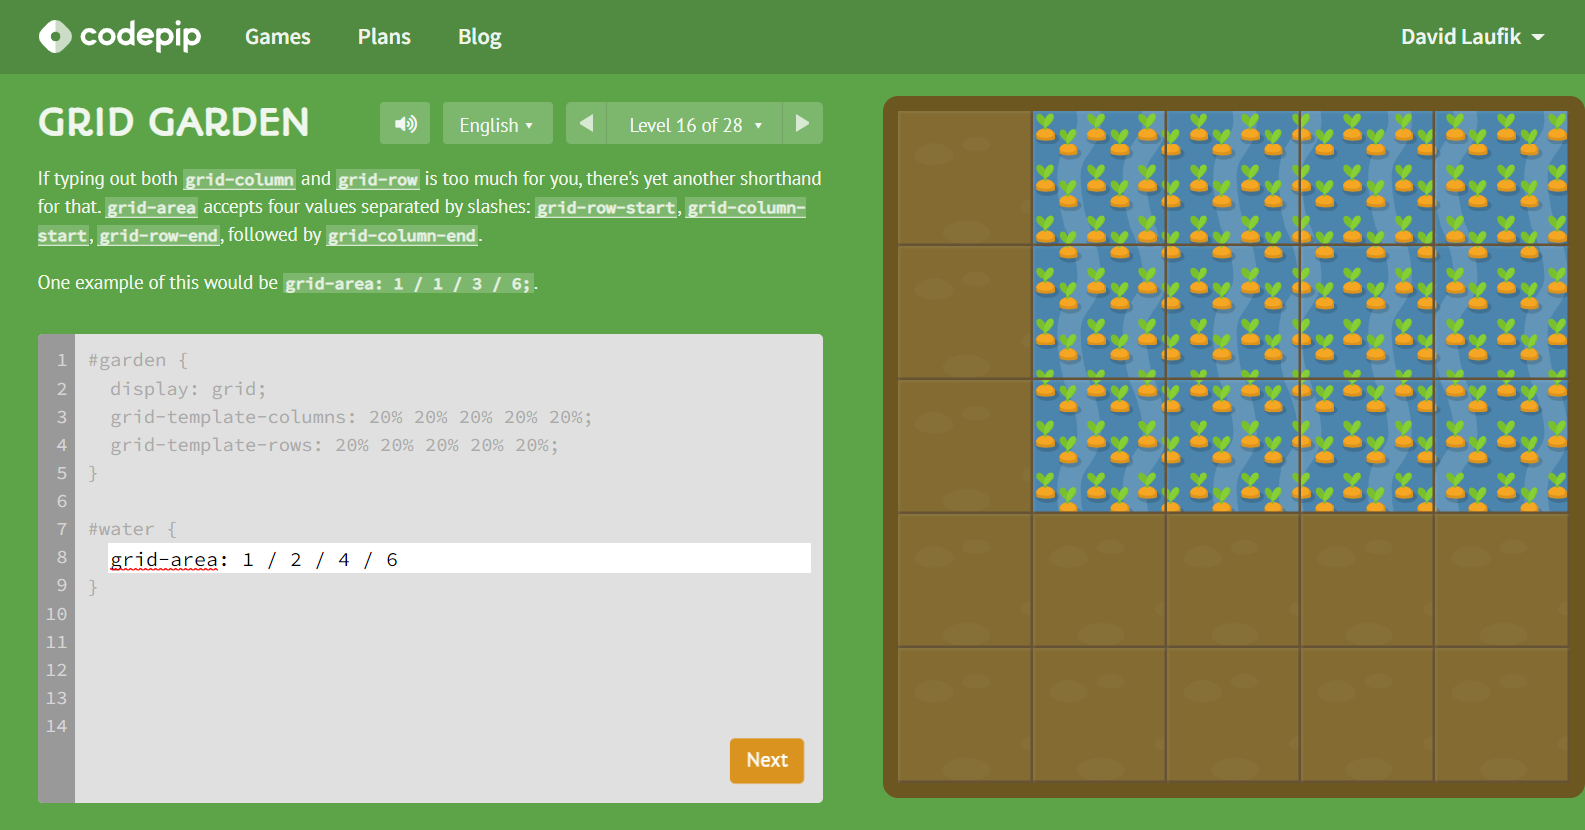 codepip Games Plans Blog David Laufik
GRID GARDEN English Level 16 of 28
If typing out both grid-column and grid-row is too much for you, there's yet another shorthand
for that. grid-area accepts four values separated by slashes: grid-row-start, grid-column-
start, grid-row-end, followed by grid-column-end.
One example of this would be grid-area: 1 / 1 / 3 / 6;.
1 #garden {
2 display: grid;
3 grid-template-columns: 20% 20% 20% 20% 20%;
4 grid-template-rows: 20% 20% 20% 20% 20%;
5 }
6
7 #water {
8 grid-area: 1 / 2 / 4 / 6
9 }
10
11
12
13
14
Next